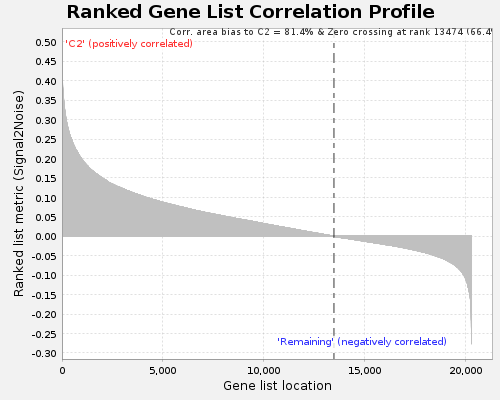 Ranked Gene List Correlation Profile
Corr. area bias to C2 = 81.4% & Zero crossing at rank 13474 (66.4%
'C2' (positively correlated)
0.50
0.45
0.40
0.35
0.30
0.25
0.20
0.15
0.10
0.05
0.00
-0.05
-0.10
-0.15
-0.20
-0.25
-0.30
Ranked list metric (Signal2Noise)
'Remaining' (negatively correlated)
0 5,000 10,000 15,000 20,000
Gene list location